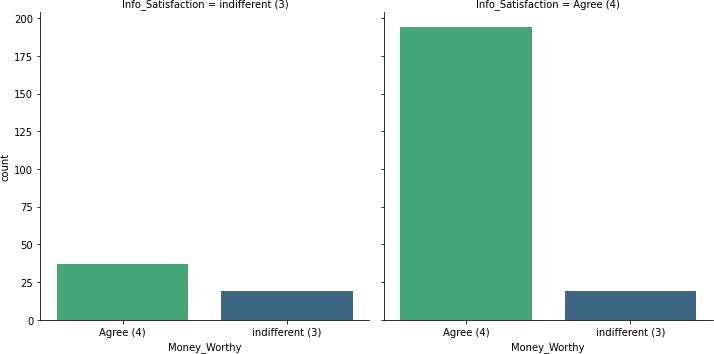 Info_Satisfaction = indifferent (3)
Info_Satisfaction = Agree (4)
200
175
150
125
100
75
50
25
0
count
Agree (4)
indifferent (3)
Agree (4)
indifferent (3)
Money_Worthy
Money_Worthy